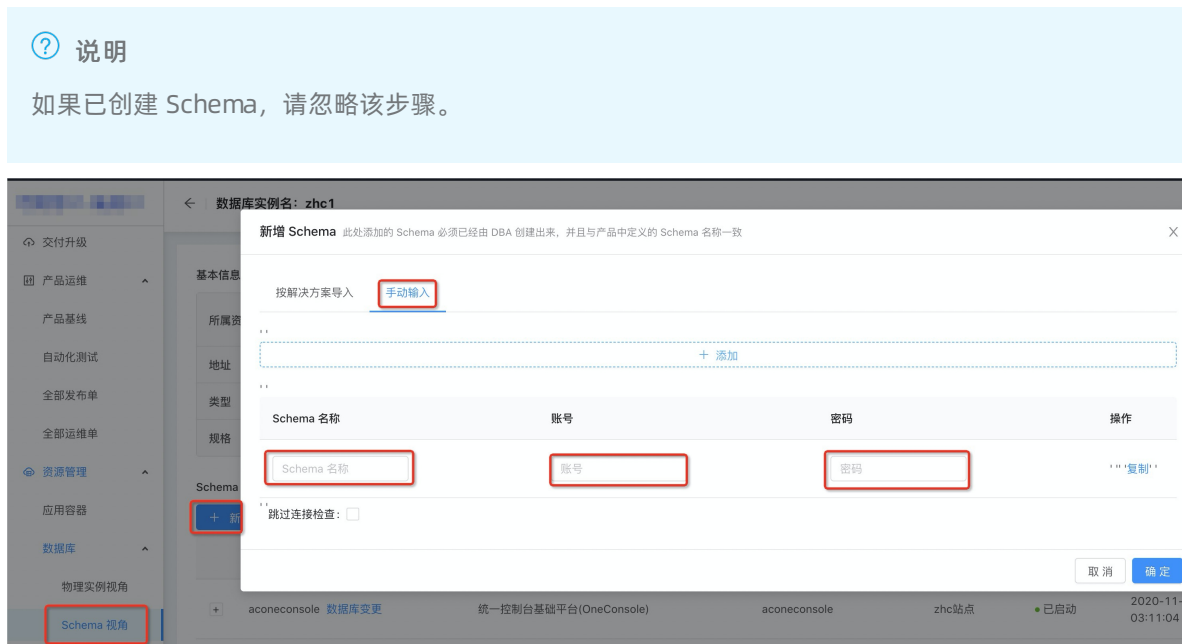 说明
如果已创建 Schema，请忽略该步骤。
数据库实例名：zhc1
新增 Schema 此处添加的 Schema 必须已经由 DBA 创建出来，并且与产品中定义的 Schema 名称一致
交付升级
产品运维
产品基线
自动化测试
全部发布单
全部运维单
资源管理
应用容器
数据库
物理实例视角
Schema 视角
基本信息
所属资
地址
类型
规格
Schema
+ 新
按解决方案导入
手动输入
' '
+ 添加
' '
Schema 名称 账号 密码 操作
Schema 名称 账号 密码 ' '' '复制' '
' '
跳过连接检查：
取 消 确 定
+ aconeconsole 数据库变更 统一控制台基础平台(OneConsole) aconeconsole zhc站点 已启动 2020-11-
03:11:04